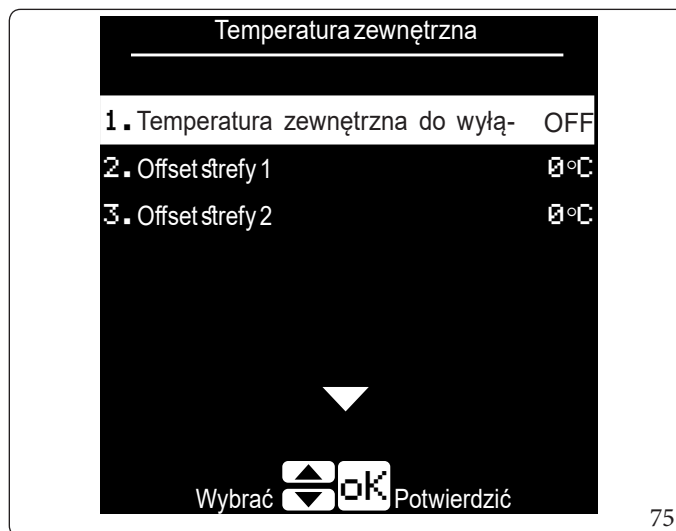 Temperatura zewnętrzna
1. Temperatura zewnętrzna do wyłą- OFF
2. Offset strefy 1 0°C
3. Offset strefy 2 0°C
Wybrać oK Potwierdzić
75